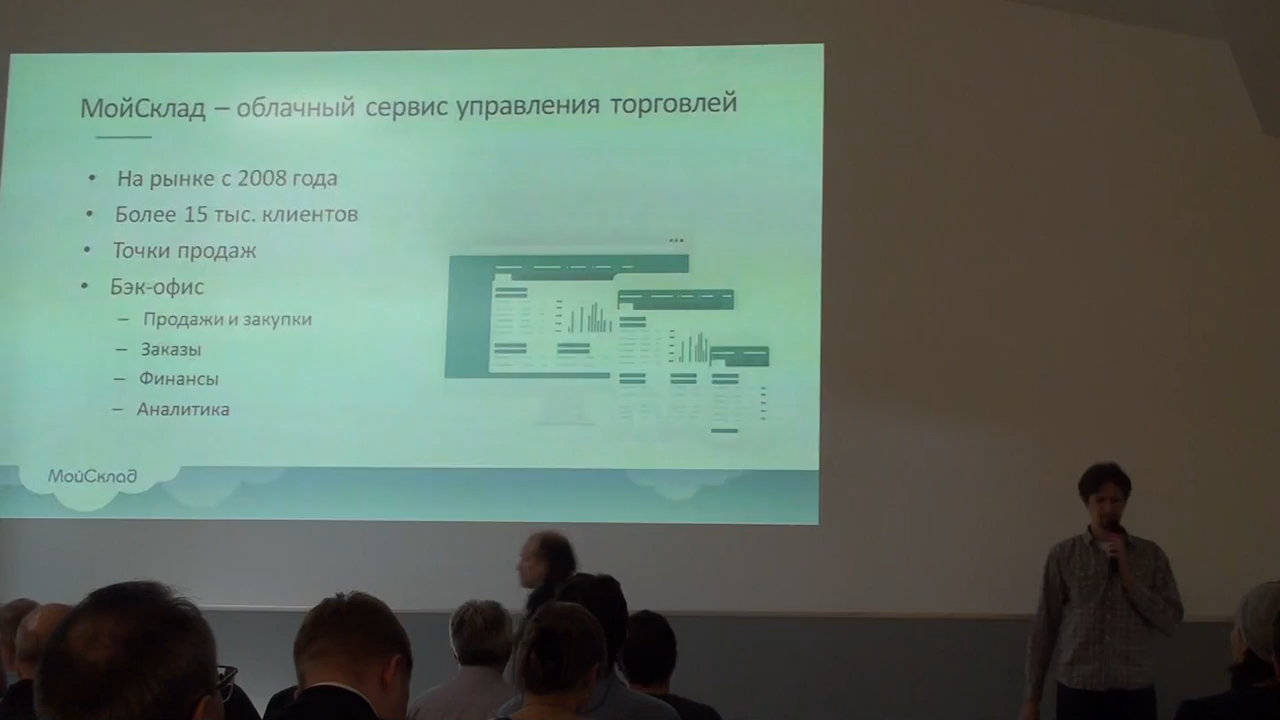 МойСклад – облачный сервис управления торговлей
• На рынке с 2008 года
• Более 15 тыс. клиентов
• Точки продаж
• Бэк-офис
– Продажи и закупки
– Заказы
– Финансы
– Аналитика
МойСклад